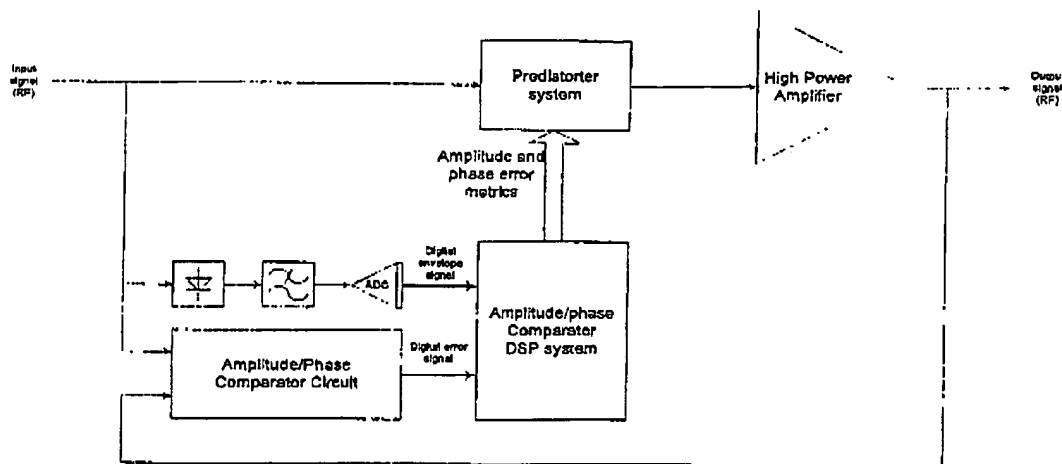 Input
signal
(RF)
Predistorter
system
High Power
Amplifier
Output
signal
(RF)
Amplitude and
phase error
metrics
Digital
envelope
signal
ADC
Amplitude/phase
Comparator
DSP system
Amplitude/Phase
Comparator Circuit
Digital error
signal